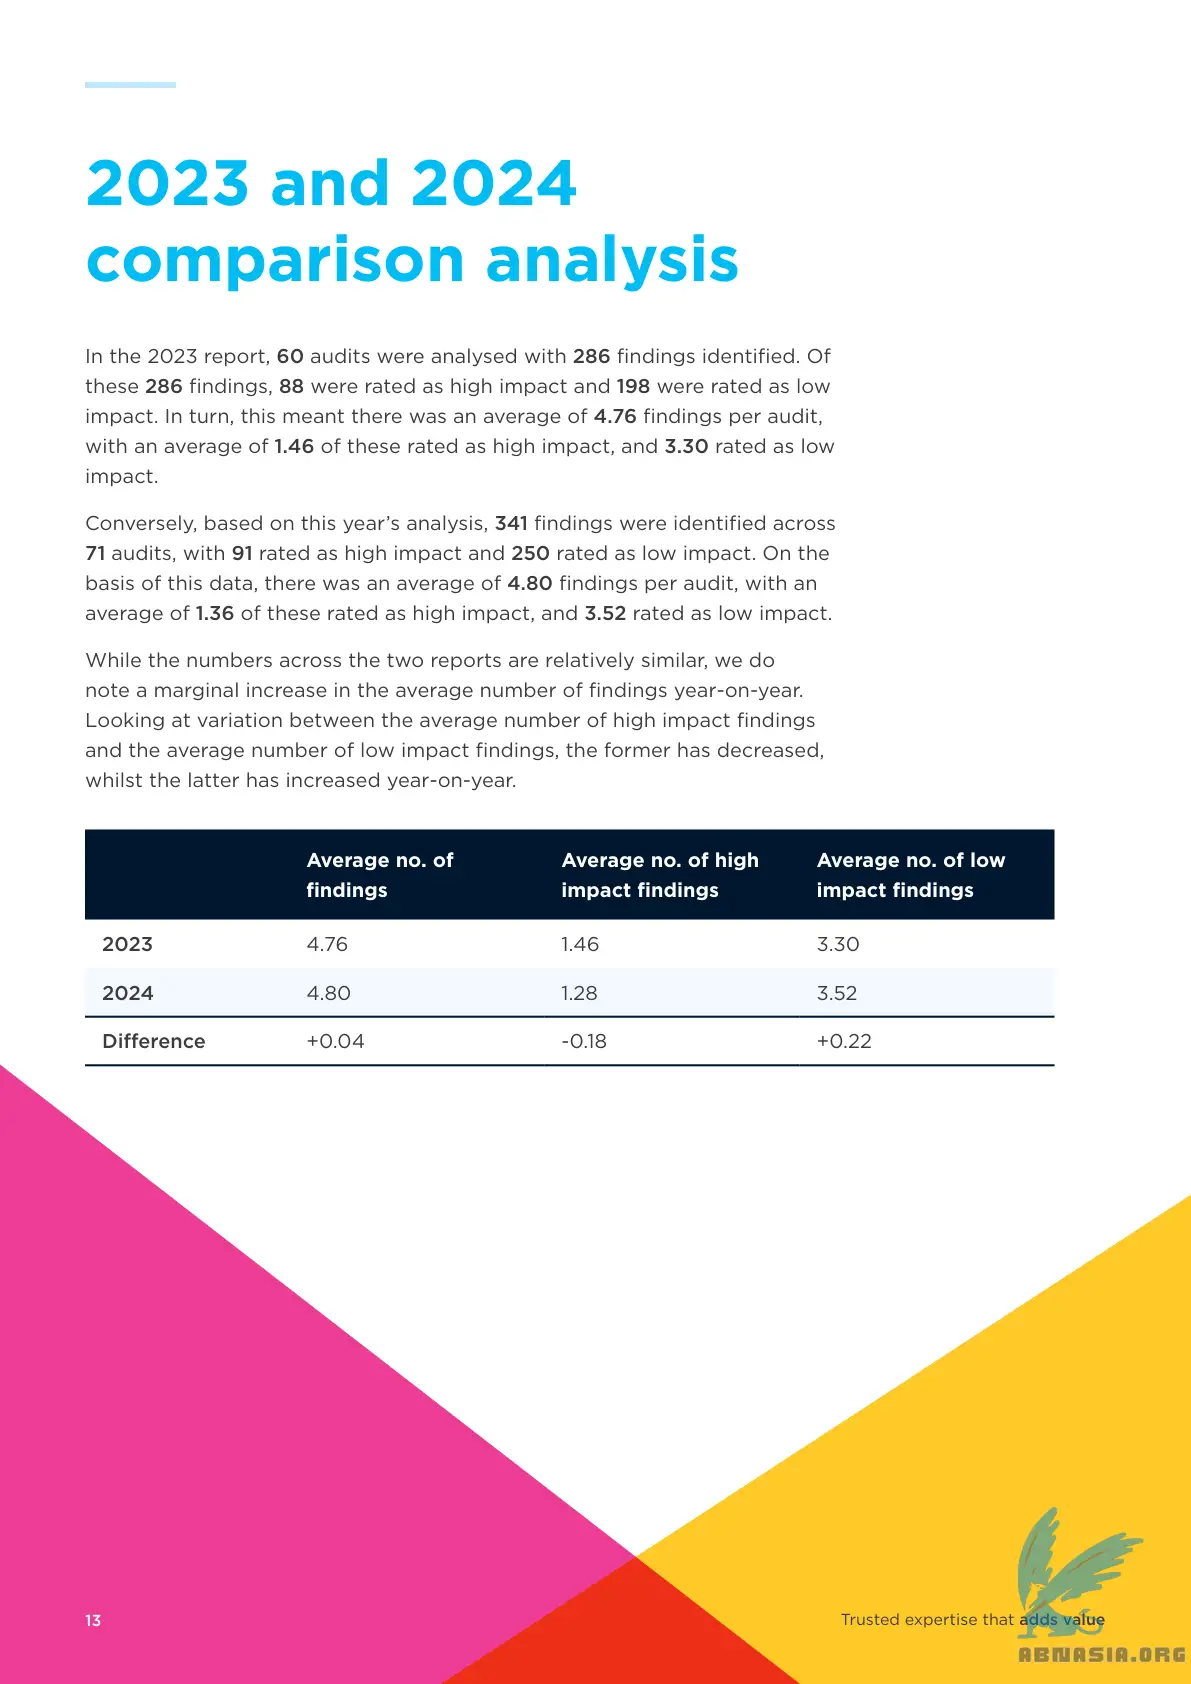 2023 and 2024
comparison analysis
In the 2023 report, 60 audits were analysed with 286 findings identified. Of
these 286 findings, 88 were rated as high impact and 198 were rated as low
impact. In turn, this meant there was an average of 4.76 findings per audit,
with an average of 1.46 of these rated as high impact, and 3.30 rated as low
impact.
Conversely, based on this year’s analysis, 341 findings were identified across
71 audits, with 91 rated as high impact and 250 rated as low impact. On the
basis of this data, there was an average of 4.80 findings per audit, with an
average of 1.36 of these rated as high impact, and 3.52 rated as low impact.
While the numbers across the two reports are relatively similar, we do
note a marginal increase in the average number of findings year-on-year.
Looking at variation between the average number of high impact findings
and the average number of low impact findings, the former has decreased,
whilst the latter has increased year-on-year.
Average no. of findings Average no. of high impact findings Average no. of low impact findings
2023 4.76 1.46 3.30
2024 4.80 1.28 3.52
Difference +0.04 -0.18 +0.22
13 Trusted expertise that adds value
ABNASIA.ORG